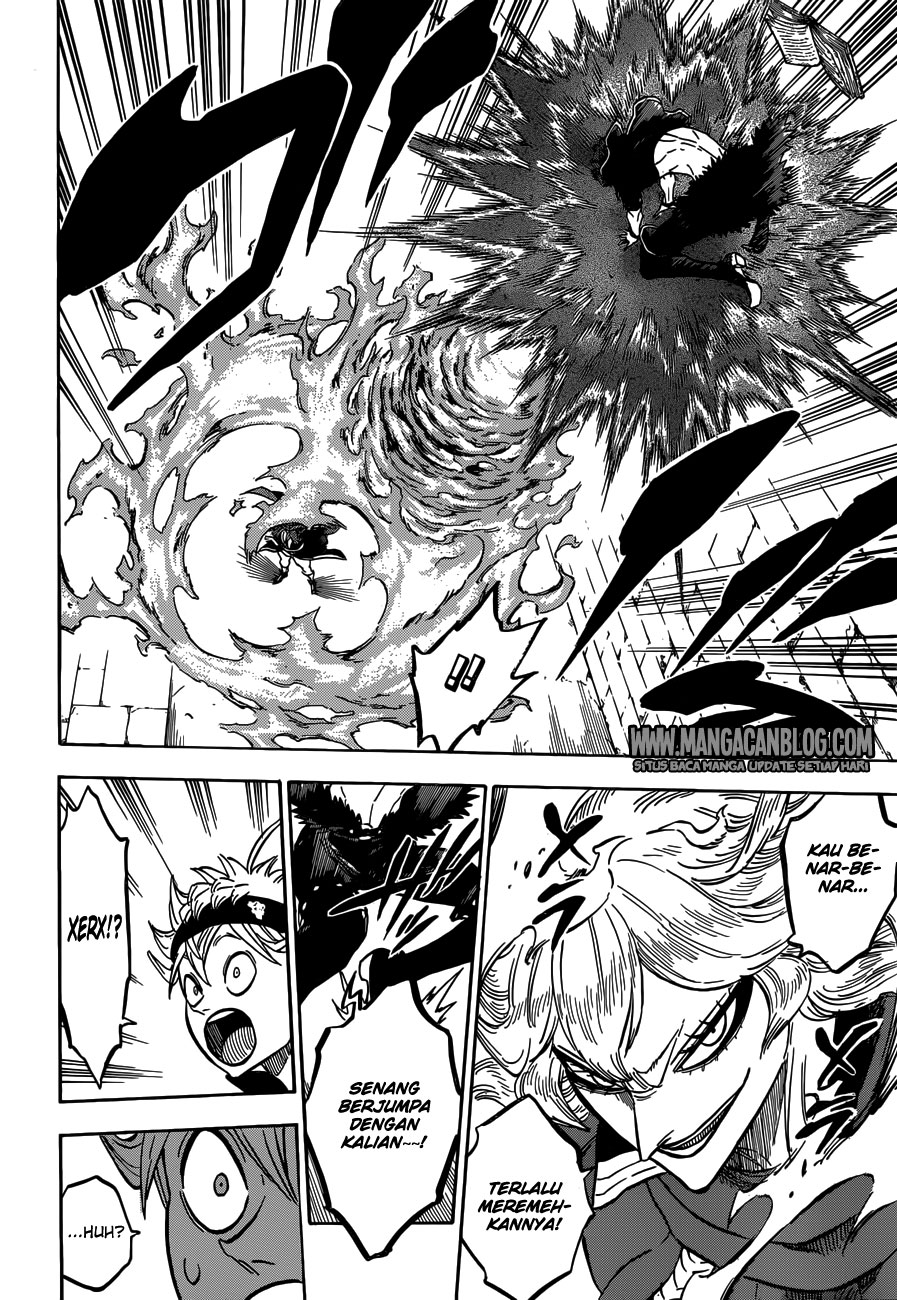 !!
WWW.MANGACANBLOG.COM
SITUS BACA MANGA UPDATE SETIAP HARI
KAU BE-
NAR-BE-
NAR...
TERLALU
MEREMEH-
KANNYA!
SENANG
BERJUMPA
DENGAN
KALIAN~~!
XERX!?
...HUH?